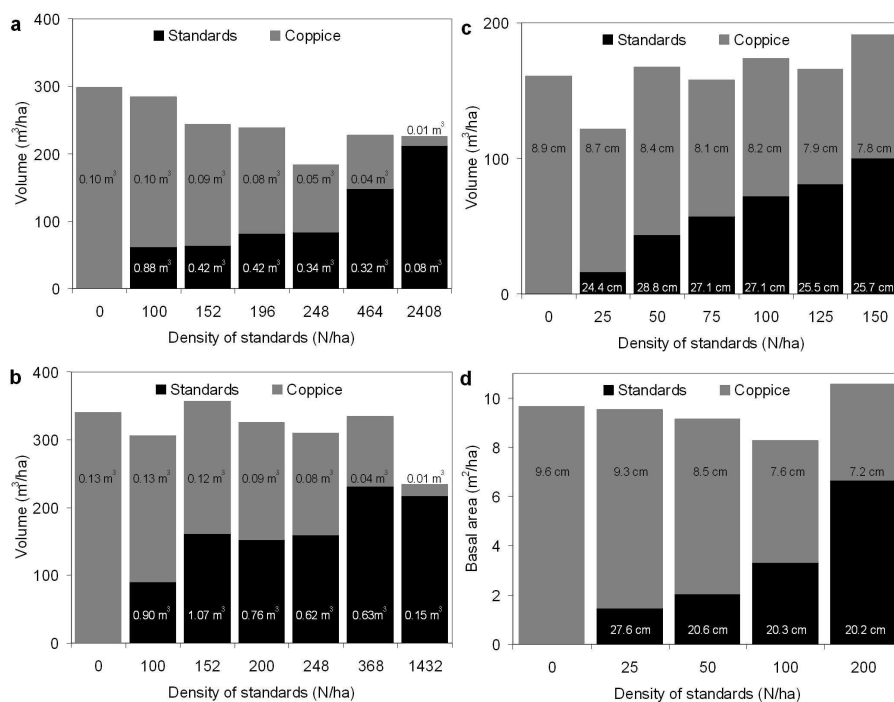 a
400
300
200
100
0
Volume (m³/ha)
Standards Coppice
0.01 m³
0.10 m³ 0.10 m³ 0.09 m³ 0.08 m³ 0.05 m³ 0.04 m³
0.88 m³ 0.42 m³ 0.42 m³ 0.34 m³ 0.32 m³ 0.08 m³
0 100 152 196 248 464 2408
Density of standards (N/ha)
c
200
100
0
Volume (m³/ha)
Standards Coppice
8.9 cm 8.7 cm 8.4 cm 8.1 cm 8.2 cm 7.9 cm 7.8 cm
24.4 cm 28.8 cm 27.1 cm 27.1 cm 25.5 cm 25.7 cm
0 25 50 75 100 125 150
Density of standards (N/ha)
b
400
300
200
100
0
Volume (m³/ha)
Standards Coppice
0.13 m³ 0.13 m³ 0.12 m³ 0.09 m³ 0.08 m³ 0.04 m³ 0.01 m³
0.90 m³ 1.07 m³ 0.76 m³ 0.62 m³ 0.63m³ 0.15 m³
0 100 152 200 248 368 1432
Density of standards (N/ha)
d
10
8
6
4
2
0
Basal area (m²/ha)
Standards Coppice
9.6 cm 9.3 cm 8.5 cm 7.6 cm 7.2 cm
27.6 cm 20.6 cm 20.3 cm 20.2 cm
0 25 50 100 200
Density of standards (N/ha)